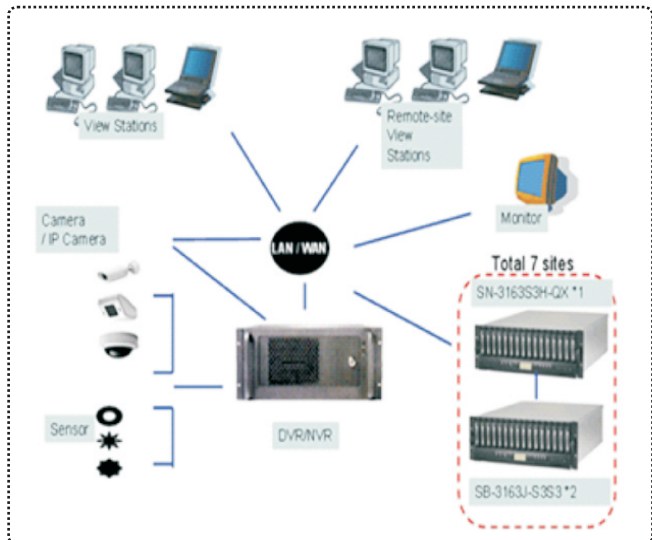 View Stations
Remote-site
View
Stations
Camera
/ IP Camera
LAN / WAN
Monitor
Total 7 sites
SN-3163S3H-QX *1
Sensor
DVR/NVR
SB-3163J-S3S3 *2